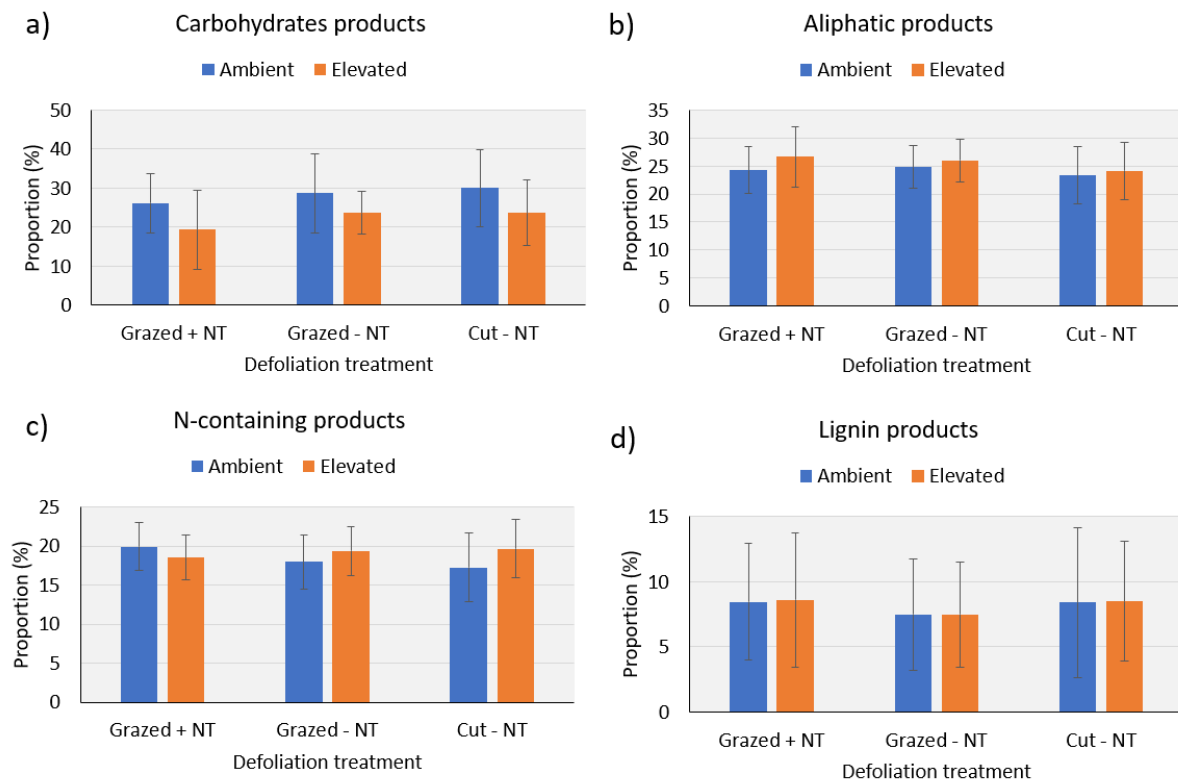 a) Carbohydrates products
Ambient Elevated
Proportion (%)
50
40
30
20
10
0
Grazed + NT Grazed - NT Cut - NT
Defoliation treatment
b) Aliphatic products
Ambient Elevated
Proportion (%)
35
30
25
20
15
10
5
0
Grazed + NT Grazed - NT Cut - NT
Defoliation treatment
c) N-containing products
Ambient Elevated
Proportion (%)
25
20
15
10
5
0
Grazed + NT Grazed - NT Cut - NT
Defoliation treatment
d) Lignin products
Ambient Elevated
Proportion (%)
15
10
5
0
Grazed + NT Grazed - NT Cut - NT
Defoliation treatment